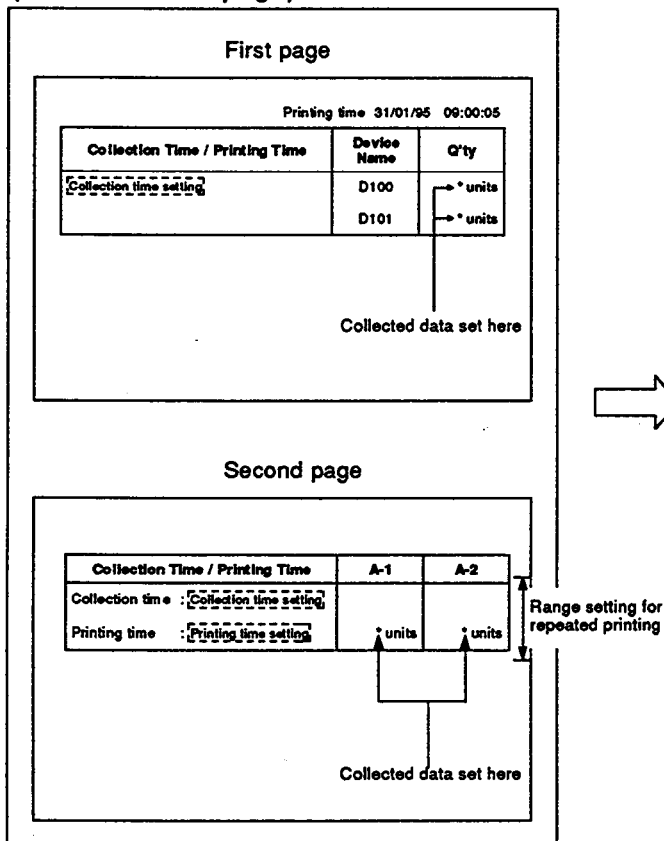 First page
Printing time 31/01/95 09:00:05
Collection Time / Printing Time Device Name Q'ty
Collection time setting D100 * units
D101 * units
Collected data set here
Second page
Collection Time / Printing Time A-1 A-2
Collection time : Collection time setting
Printing time : Printing time setting * units * units
Range setting for
repeated printing
Collected data set here